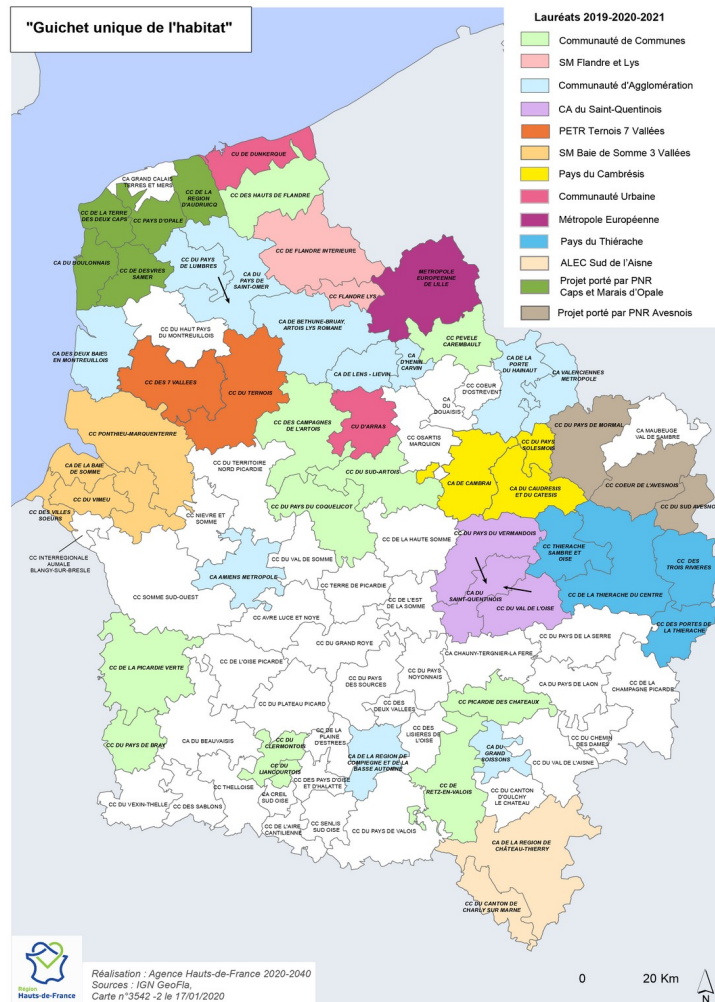 "Guichet unique de l'habitat"
Lauréats 2019-2020-2021
Communauté de Communes
SM Flandre et Lys
Communauté d'Agglomération
CA du Saint-Quentinois
PETR Ternois 7 Vallées
SM Baie de Somme 3 Vallées
Pays du Cambrésis
Communauté Urbaine
Métropole Européenne
Pays du Thiérache
ALEC Sud de l'Aisne
Projet porté par PNR
Caps et Marais d'Opale
Projet porté par PNR Avesnois
CU DE DUNKERQUE
CA GRAND CALAIS
TERRES ET MERS
CC DE LA
REGION
D'AUDRUICQ
CC DES HAUTS DE FLANDRE
CC DE LA TERRE
DES DEUX CAPS
CC PAYS D'OPALE
CA DU BOULONNAIS
CC DE DESVRES
SAMER
CC DU PAYS
DE LUMBRES
CA DU
PAYS DE
SAINT-OMER
CC DE FLANDRE INTERIEURE
CC FLANDRE LYS
METROPOLE
EUROPEENNE
DE LILLE
CC DU HAUT PAYS
DU MONTREUILLOIS
CA DE BETHUNE-BRUAY,
ARTOIS LYS ROMANE
CA DES DEUX BAIES
EN MONTREUILLOIS
CA DE LENS - LIEVIN
CA
D'HENIN
CARVIN
CC PEVELE
CAREMBAULT
CA DE LA
PORTE
DU HAINAUT
CA VALENCIENNES
METROPOLE
CC DES 7 VALLEES
CC DU TERNOIS
CA
DU
DOUAISIS
CC COEUR
D'OSTREVENT
CC DES CAMPAGNES
DE L'ARTOIS
CU D'ARRAS
CC OSARTIS
MARQUION
CC DU PAYS
SOLESMOIS
CC DU PAYS DE MORMAL
CA MAUBEUGE
VAL DE SAMBRE
CC PONTHIEU-MARQUENTERRE
CA DE LA BAIE
DE SOMME
CC DU VIMEU
CC DES VILLES
SOEURS
CC DU TERRITOIRE
NORD PICARDIE
CC DU SUD-ARTOIS
CA DE CAMBRAI
CA DU CAUDRESIS
ET DU CATESIS
CC COEUR DE L'AVESNOIS
CC DU SUD AVESNOIS
CC NIEVRE ET
SOMME
CC DU PAYS DU COQUELICOT
CC INTERREGIONALE
AUMALE
BLANGY-SUR-BRESLE
CC DU VAL DE SOMME
CC DE LA HAUTE SOMME
CC DU PAYS DU VERMANDOIS
CC THIERACHE
SAMBRE ET
OISE
CC DES
TROIS RIVIERES
CA AMIENS METROPOLE
CC SOMME SUD-OUEST
CC TERRE DE PICARDIE
CC DE L'EST
DE LA SOMME
CA DU
SAINT-QUENTINOIS
CC DU VAL DE L'OISE
CC DE LA THIERACHE DU CENTRE
CC AVRE LUCE ET NOYE
CC DES PORTES DE
LA THIERACHE
CC DU GRAND ROYE
CC DU PAYS DE LA SERRE
CA CHAUNY-TERGNIER-LA FERE
CC DE LA PICARDIE VERTE
CC DE L'OISE PICARDE
CC DU PAYS
DES SOURCES
CC DU PAYS
NOYONNAIS
CA DU PAYS DE LAON
CC DE LA
CHAMPAGNE PICARDE
CC DU PLATEAU PICARD
CC DES
DEUX VALLEES
CC PICARDIE DES CHATEAUX
CC DU PAYS DE BRAY
CA DU BEAUVAISIS
CC DU
CLERMONTOIS
CC DE LA
PLAINE
D'ESTREES
CC DES
LISIERES DE
L'OISE
CC DU CHEMIN
DES DAMES
CA DE LA REGION DE
COMPIEGNE ET DE LA
BASSE AUTOMNE
CA DU
GRAND
SOISSONS
CC DU VAL DE L'AISNE
CC DU
LIANCOURTOIS
CC THELLOISE
CC DES PAYS D'OISE
ET D'HALATTE
CA CREIL
SUD OISE
CC DE
RETZ-EN-VALOIS
CC DU CANTON
D'OULCHY
LE CHATEAU
CC DU VEXIN-THELLE
CC DES SABLONS
CC DE L'AIRE
CANTILIENNE
CC SENLIS
SUD OISE
CC DU PAYS DE VALOIS
CA DE LA REGION DE
CHÂTEAU-THIERRY
CC DU CANTON DE
CHARLY SUR MARNE
Région
Hauts-de-France
Réalisation : Agence Hauts-de-France 2020-2040
Sources : IGN GeoFla,
Carte n°3542 -2 le 17/01/2020
0 20 Km
N